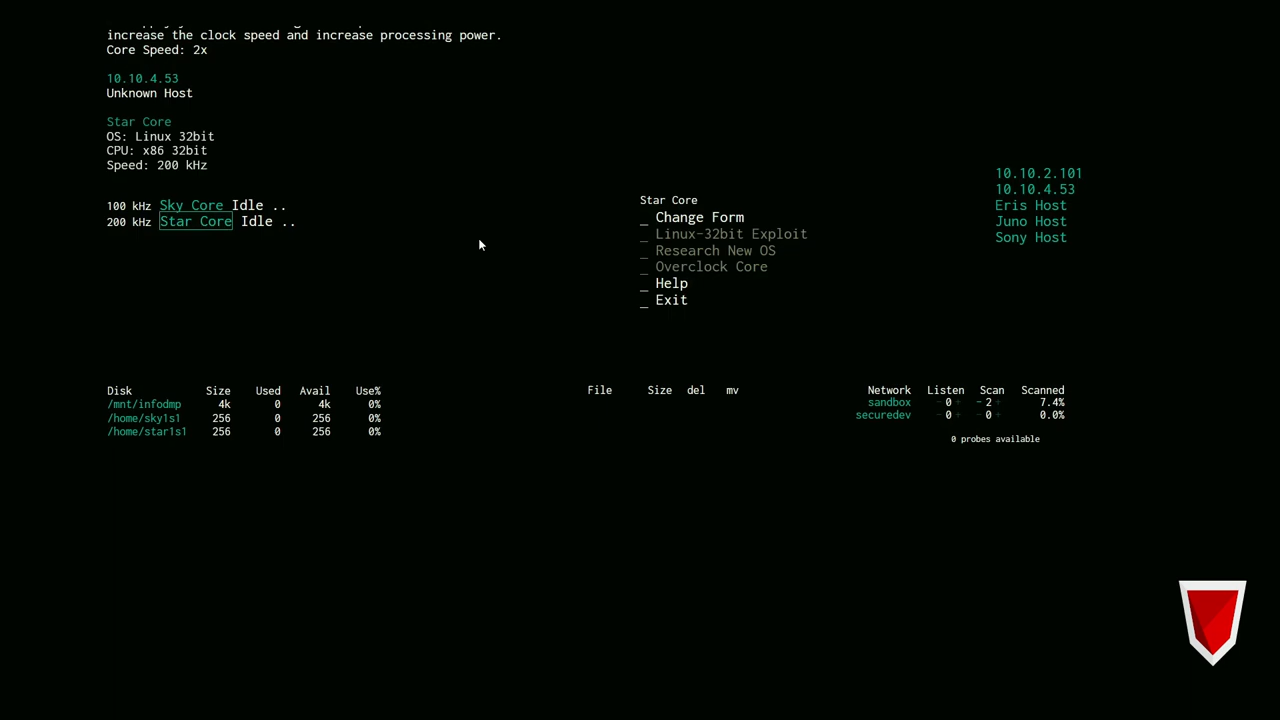 increase the clock speed and increase processing power.
Core Speed: 2x
10.10.4.53
Unknown Host
Star Core
OS: Linux 32bit
CPU: x86 32bit
Speed: 200 kHz
100 kHz Sky Core Idle ..
200 kHz Star Core Idle ..
Star Core
_ Change Form
_ Linux-32bit Exploit
_ Research New OS
_ Overclock Core
_ Help
_ Exit
10.10.2.101
10.10.4.53
Eris Host
Juno Host
Sony Host
Disk Size Used Avail Use%
/mnt/infodmp 4k 0 4k 0%
/home/sky1s1 256 0 256 0%
/home/star1s1 256 0 256 0%
File Size del mv
Network Listen Scan Scanned
sandbox - 0 + - 2 + 7.4%
securedev - 0 + - 0 + 0.0%
0 probes available